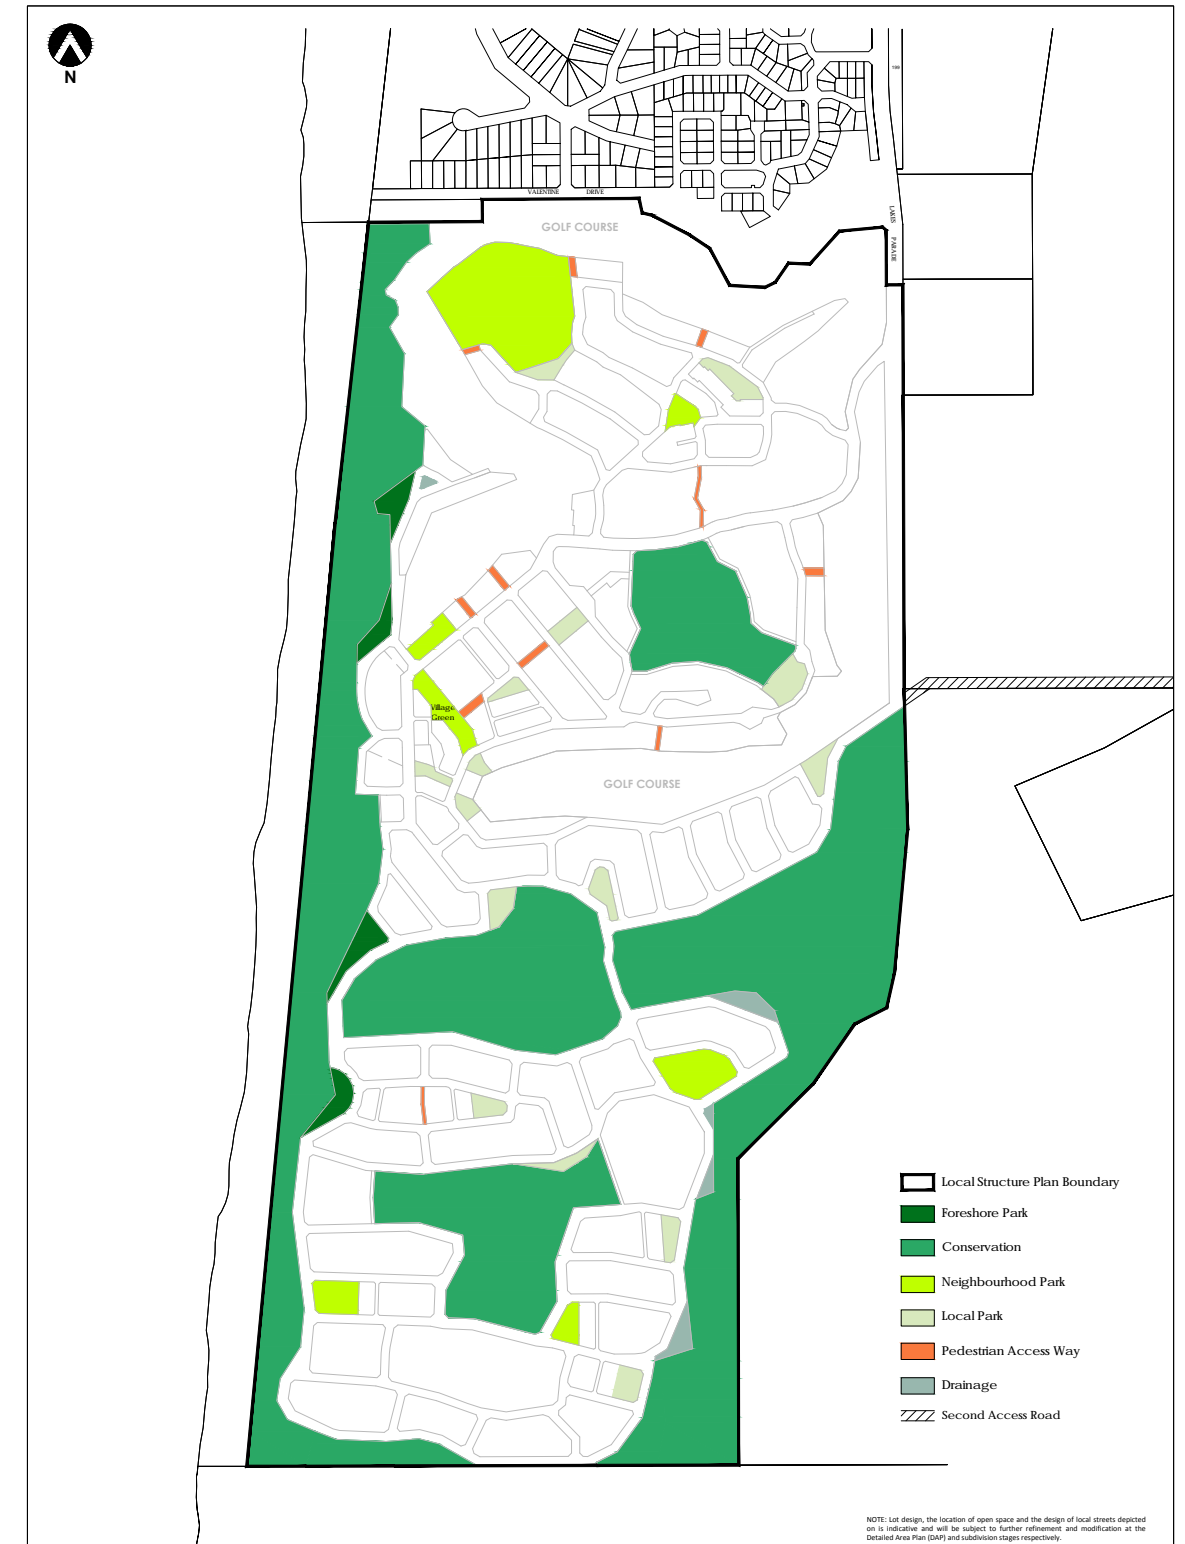 N
199
VALENTINE DRIVE
LAKES PARADE
GOLF COURSE
Village
Green
GOLF COURSE
Local Structure Plan Boundary
Foreshore Park
Conservation
Neighbourhood Park
Local Park
Pedestrian Access Way
Drainage
Second Access Road
NOTE: Lot design, the location of open space and the design of local streets depicted
on is indicative and will be subject to further refinement and modification at the
Detailed Area Plan (DAP) and subdivision stages respectively.